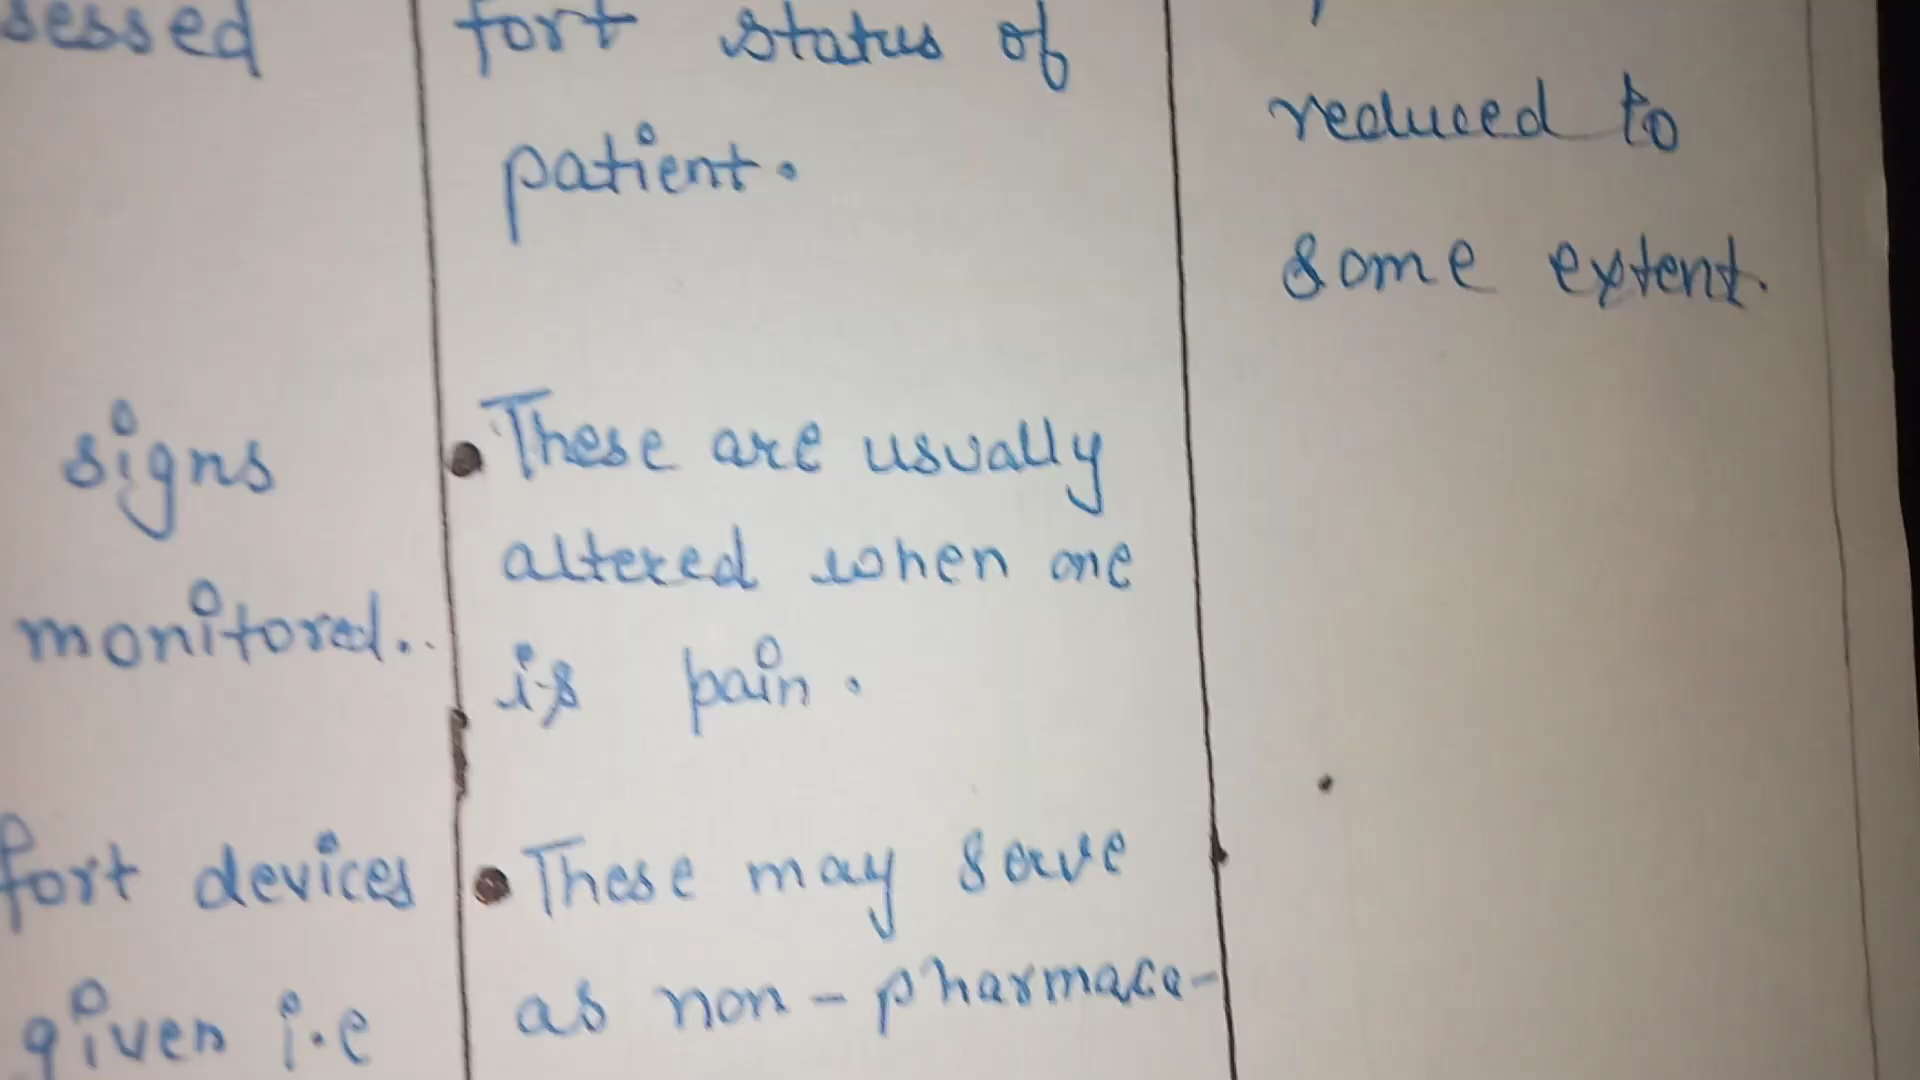 sessed
signs
monitored..
fort devices
given i.e
fort status of
patient.
• These are usually
altered when one
is pain.
• These may serve
as non-pharmaco-
reduced to
some extent.